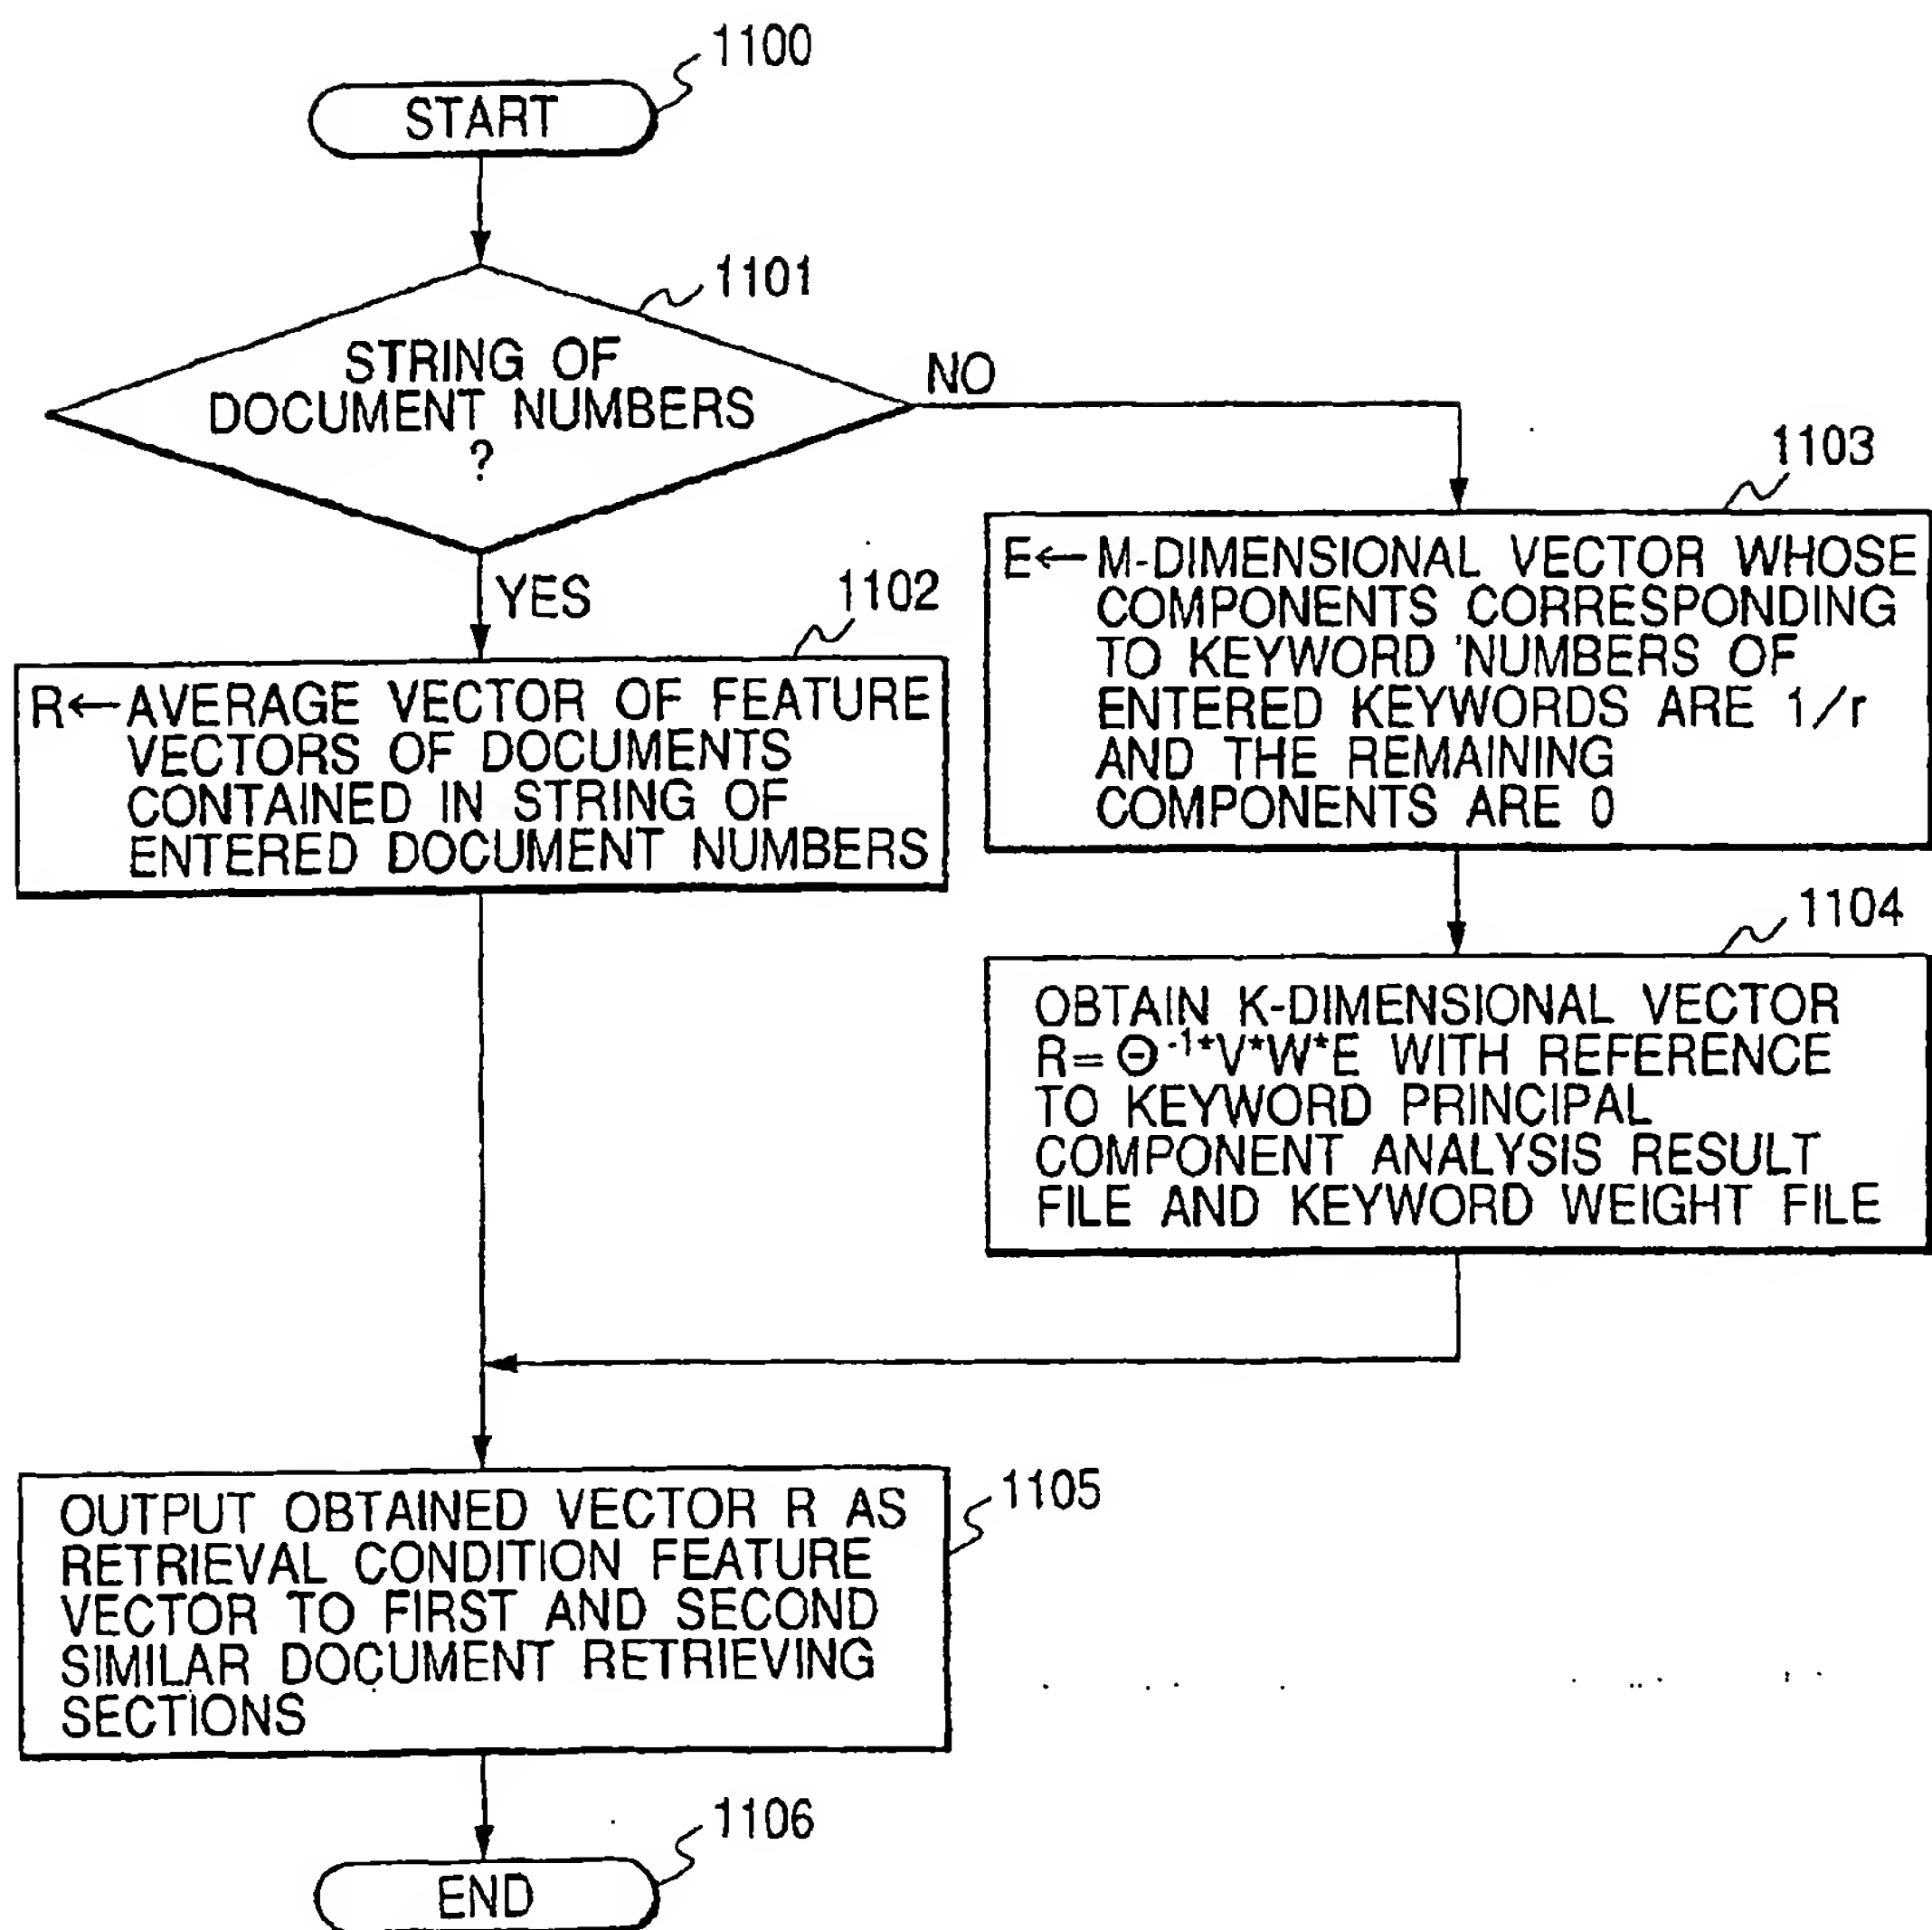 1100
START
1101
STRING OF
DOCUMENT NUMBERS
?
NO
YES
1102
R←AVERAGE VECTOR OF FEATURE
VECTORS OF DOCUMENTS
CONTAINED IN STRING OF
ENTERED DOCUMENT NUMBERS
1103
E←M-DIMENSIONAL VECTOR WHOSE
COMPONENTS CORRESPONDING
TO KEYWORD NUMBERS OF
ENTERED KEYWORDS ARE 1/r
AND THE REMAINING
COMPONENTS ARE 0
1104
OBTAIN K-DIMENSIONAL VECTOR
R=Θ⁻¹*V*W*E WITH REFERENCE
TO KEYWORD PRINCIPAL
COMPONENT ANALYSIS RESULT
FILE AND KEYWORD WEIGHT FILE
1105
OUTPUT OBTAINED VECTOR R AS
RETRIEVAL CONDITION FEATURE
VECTOR TO FIRST AND SECOND
SIMILAR DOCUMENT RETRIEVING
SECTIONS
1106
END